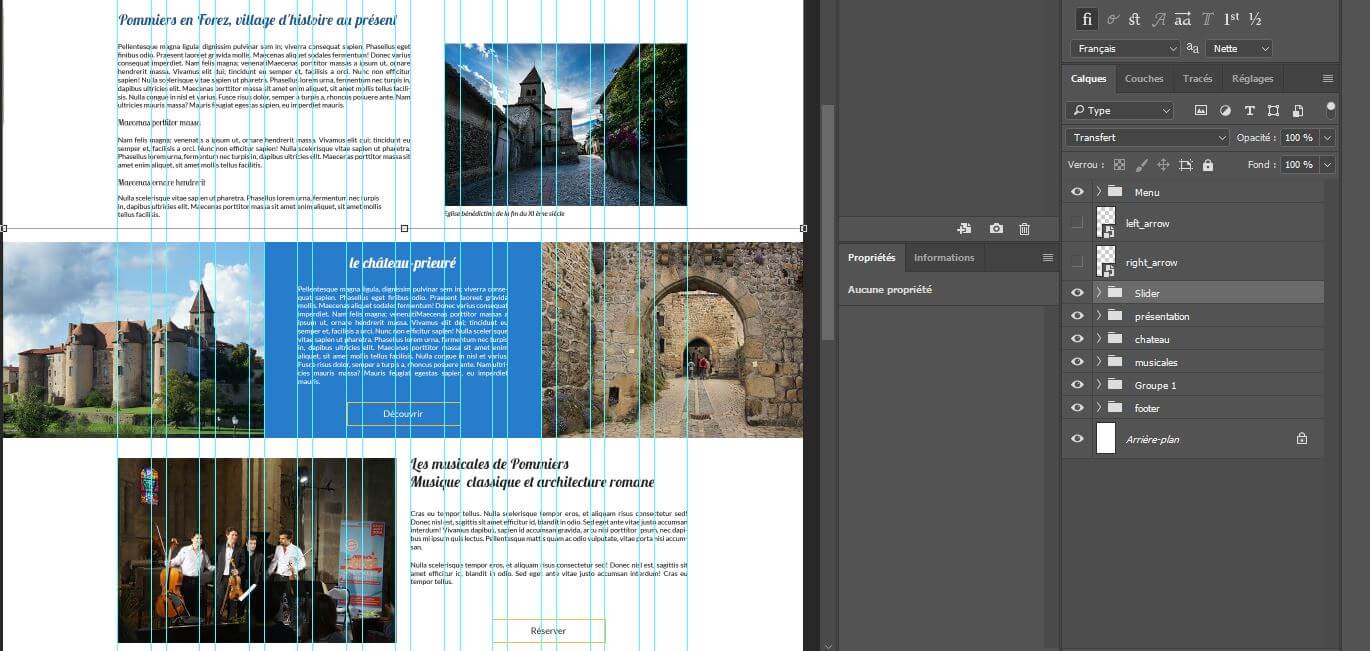 Pommiers en Forez, village d'histoire au présent
Pellentesque magna ligula, dignissim pulvinar sem in, viverra consequat sapien. Phasellus eget
finibus odio. Praesent laoreet gravida mollis. Maecenas aliquet sodales fermentum! Donec varius
consequat imperdiet. Nam felis magna, venenatiMaecenas porttitor massa a ipsum ut, ornare
hendrerit massa. Vivamus elit dui; tincidunt eu semper et, facilisis a orci. Nunc non efficitur
sapien! Nulla scelerisque vitae sapien ut pharetra. Phasellus lorem urna, fermentum nec turpis
in, dapibus ultricies elit. Maecenas porttitor massa sit amet enim aliquet, sit amet mollis tellus facili-
sis. Nulla congue in nisl et varius. Fusce risus dolor, semper a turpis a, rhoncus posuere ante. Nam
ultricies mauris massa? Mauris feugiat egestas sapien, eu imperdiet mauris.
Maecenas porttitor massa.
Nam felis magna; venenatis a ipsum ut, ornare hendrerit massa. Vivamus elit cui; tincidunt eu
semper et, facilisis a orci. Nunc non efficitur sapien! Nulla scelerisque vitae sapien ut pharetra.
Phasellus lorem urna, fermentum nec turpis in, dapibus ultricies elit. Maecenas porttitor massa sit
amet enim aliquet, sit amet mollis tellus facilisis.
Maecenas ornare hendrerit
Nulla scelerisque vitae sapien ut pharetra. Phasellus lorem urna, fermentum nec turpis
in, dapibus ultricies elit. Maecenas porttitor massa sit amet enim aliquet, sit amet mollis
tellus facilisis.
Eglise bénédictine de la fin du XI ème siècle
le château-prieuré
Pellentesque magna ligula, dignissim pulvinar sem in, viverra conse-
quat sapien. Phasellus eget finibus odio. Praesent laoreet gravida
mollis. Maecenas aliquet sodales fermentum! Donec varius consequat
imperdiet. Nam felis magna, venenatiMaecenas porttitor massa a
ipsum ut, ornare hendrerit massa. Vivamus elit dui; tincidunt eu
semper et, facilisis a orci. Nunc non efficitur sapien! Nulla scelerisque
vitae sapien ut pharetra. Phasellus lorem urna, fermentum nec turpis
in, dapibus ultricies elit. Maecenas porttitor massa sit amet enim
aliquet, sit amet mollis tellus facilisis. Nulla congue in nisl et varius.
Fusce risus dolor, semper a turpis a, rhoncus posuere ante. Nam ultri-
cies mauris massa? Mauris feugiat egestas sapien, eu imperdiet
mauris.
Découvrir
Les musicales de Pommiers
Musique classique et architecture romane
Cras eu tempor tellus. Nulla scelerisque tempor eros, et aliquam risus consectetur sed!
Donec nisl est, sagittis sit amet efficitur id, blandit in odio. Sed eget ante vitae justo accumsan
interdum! Vivamus dapibus, sapien id accumsan gravida, arcu nisi porttitor ipsum, nec dapi-
bus mi ipsum quis lectus. Pellentesque mattis quam ac odio vulputate, vitae porta nisi accum-
san.
Nulla scelerisque tempor eros, et aliquam risus consectetur sed! Donec nisl est, sagittis sit
amet efficitur id, blandit in odio. Sed eget ante vitae justo accumsan interdum! Cras eu
tempor tellus.
Réserver
fi st A aa T 1st ½
Français aa Nette
Calques Couches Tracés Réglages
Type T
Transfert Opacité : 100 %
Verrou : Fond : 100 %
Menu
left_arrow
right_arrow
Slider
présentation
chateau
musicales
Groupe 1
footer
Arrière-plan
Propriétés Informations
Aucune propriété